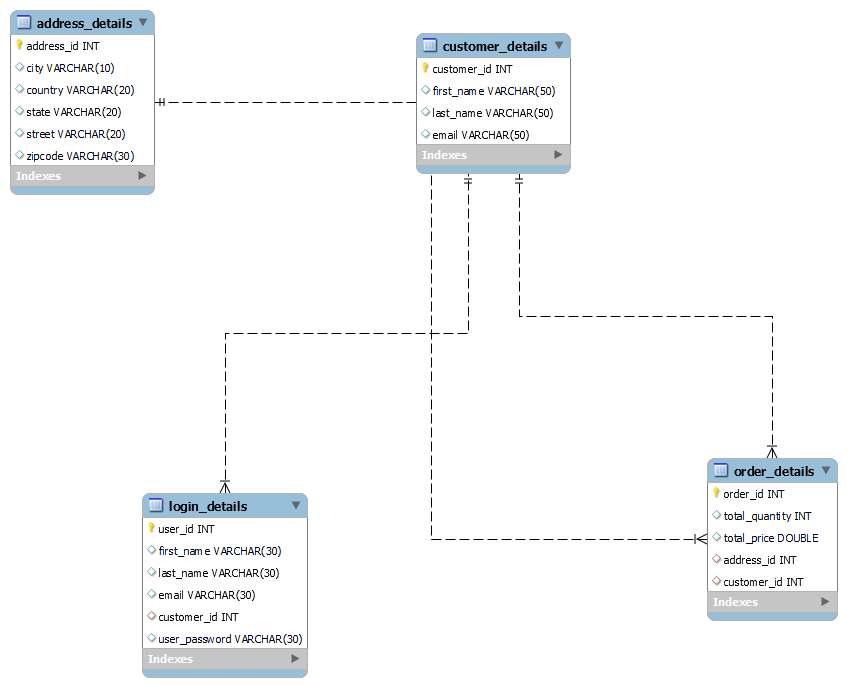 address_details
address_id INT
city VARCHAR(10)
country VARCHAR(20)
state VARCHAR(20)
street VARCHAR(20)
zipcode VARCHAR(30)
Indexes
customer_details
customer_id INT
first_name VARCHAR(50)
last_name VARCHAR(50)
email VARCHAR(50)
Indexes
login_details
user_id INT
first_name VARCHAR(30)
last_name VARCHAR(30)
email VARCHAR(30)
customer_id INT
user_password VARCHAR(30)
Indexes
order_details
order_id INT
total_quantity INT
total_price DOUBLE
address_id INT
customer_id INT
Indexes